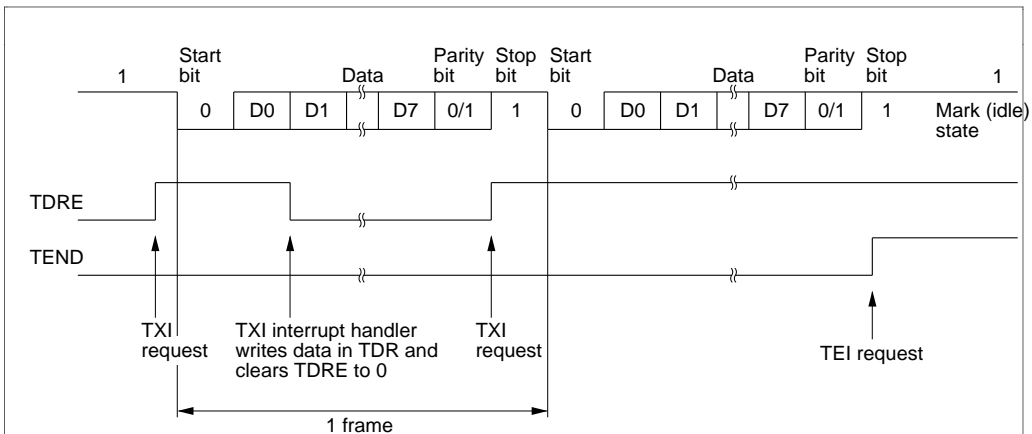 1
Start bit
Data
Parity bit
Stop bit
Start bit
Data
Parity bit
Stop bit
1
0
D0
D1
D7
0/1
1
0
D0
D1
D7
0/1
1
Mark (idle) state
TDRE
TEND
TXI request
TXI interrupt handler
writes data in TDR and
clears TDRE to 0
TXI request
TEI request
1 frame